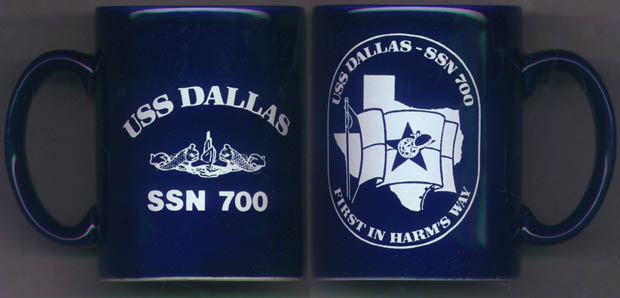 USS DALLAS
SSN 700
USS DALLAS - SSN 700
FIRST IN HARM'S WAY